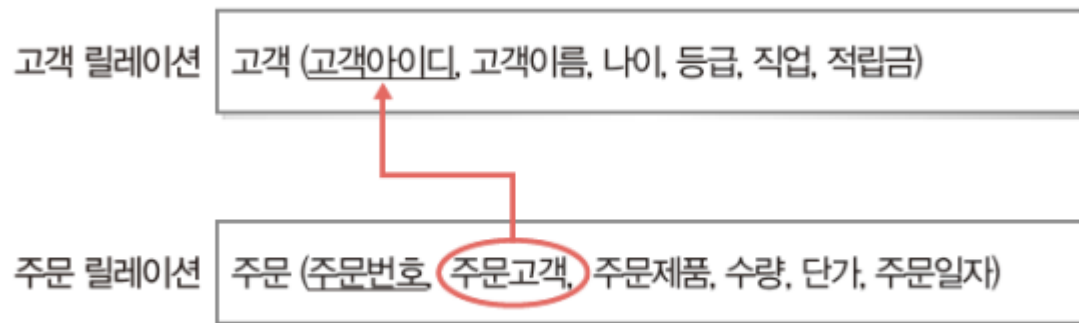 고객 릴레이션 고객 (고객아이디, 고객이름, 나이, 등급, 직업, 적립금)
주문 릴레이션 주문 (주문번호, 주문고객, 주문제품, 수량, 단가, 주문일자)